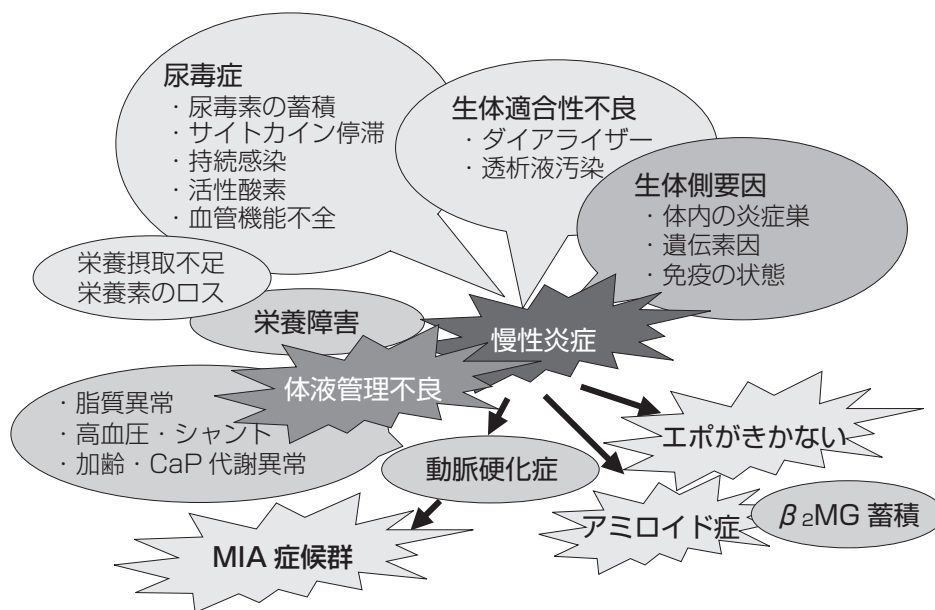 尿毒症
・尿毒素の蓄積
・サイトカイン停滞
・持続感染
・活性酸素
・血管機能不全
生体適合性不良
・ダイアライザー
・透析液汚染
生体側要因
・体内の炎症巣
・遺伝素因
・免疫の状態
栄養摂取不足
栄養素のロス
栄養障害
慢性炎症
体液管理不良
・脂質異常
・高血圧・シャント
・加齢・CaP 代謝異常
動脈硬化症
エポがきかない
アミロイド症
β₂MG 蓄積
MIA 症候群